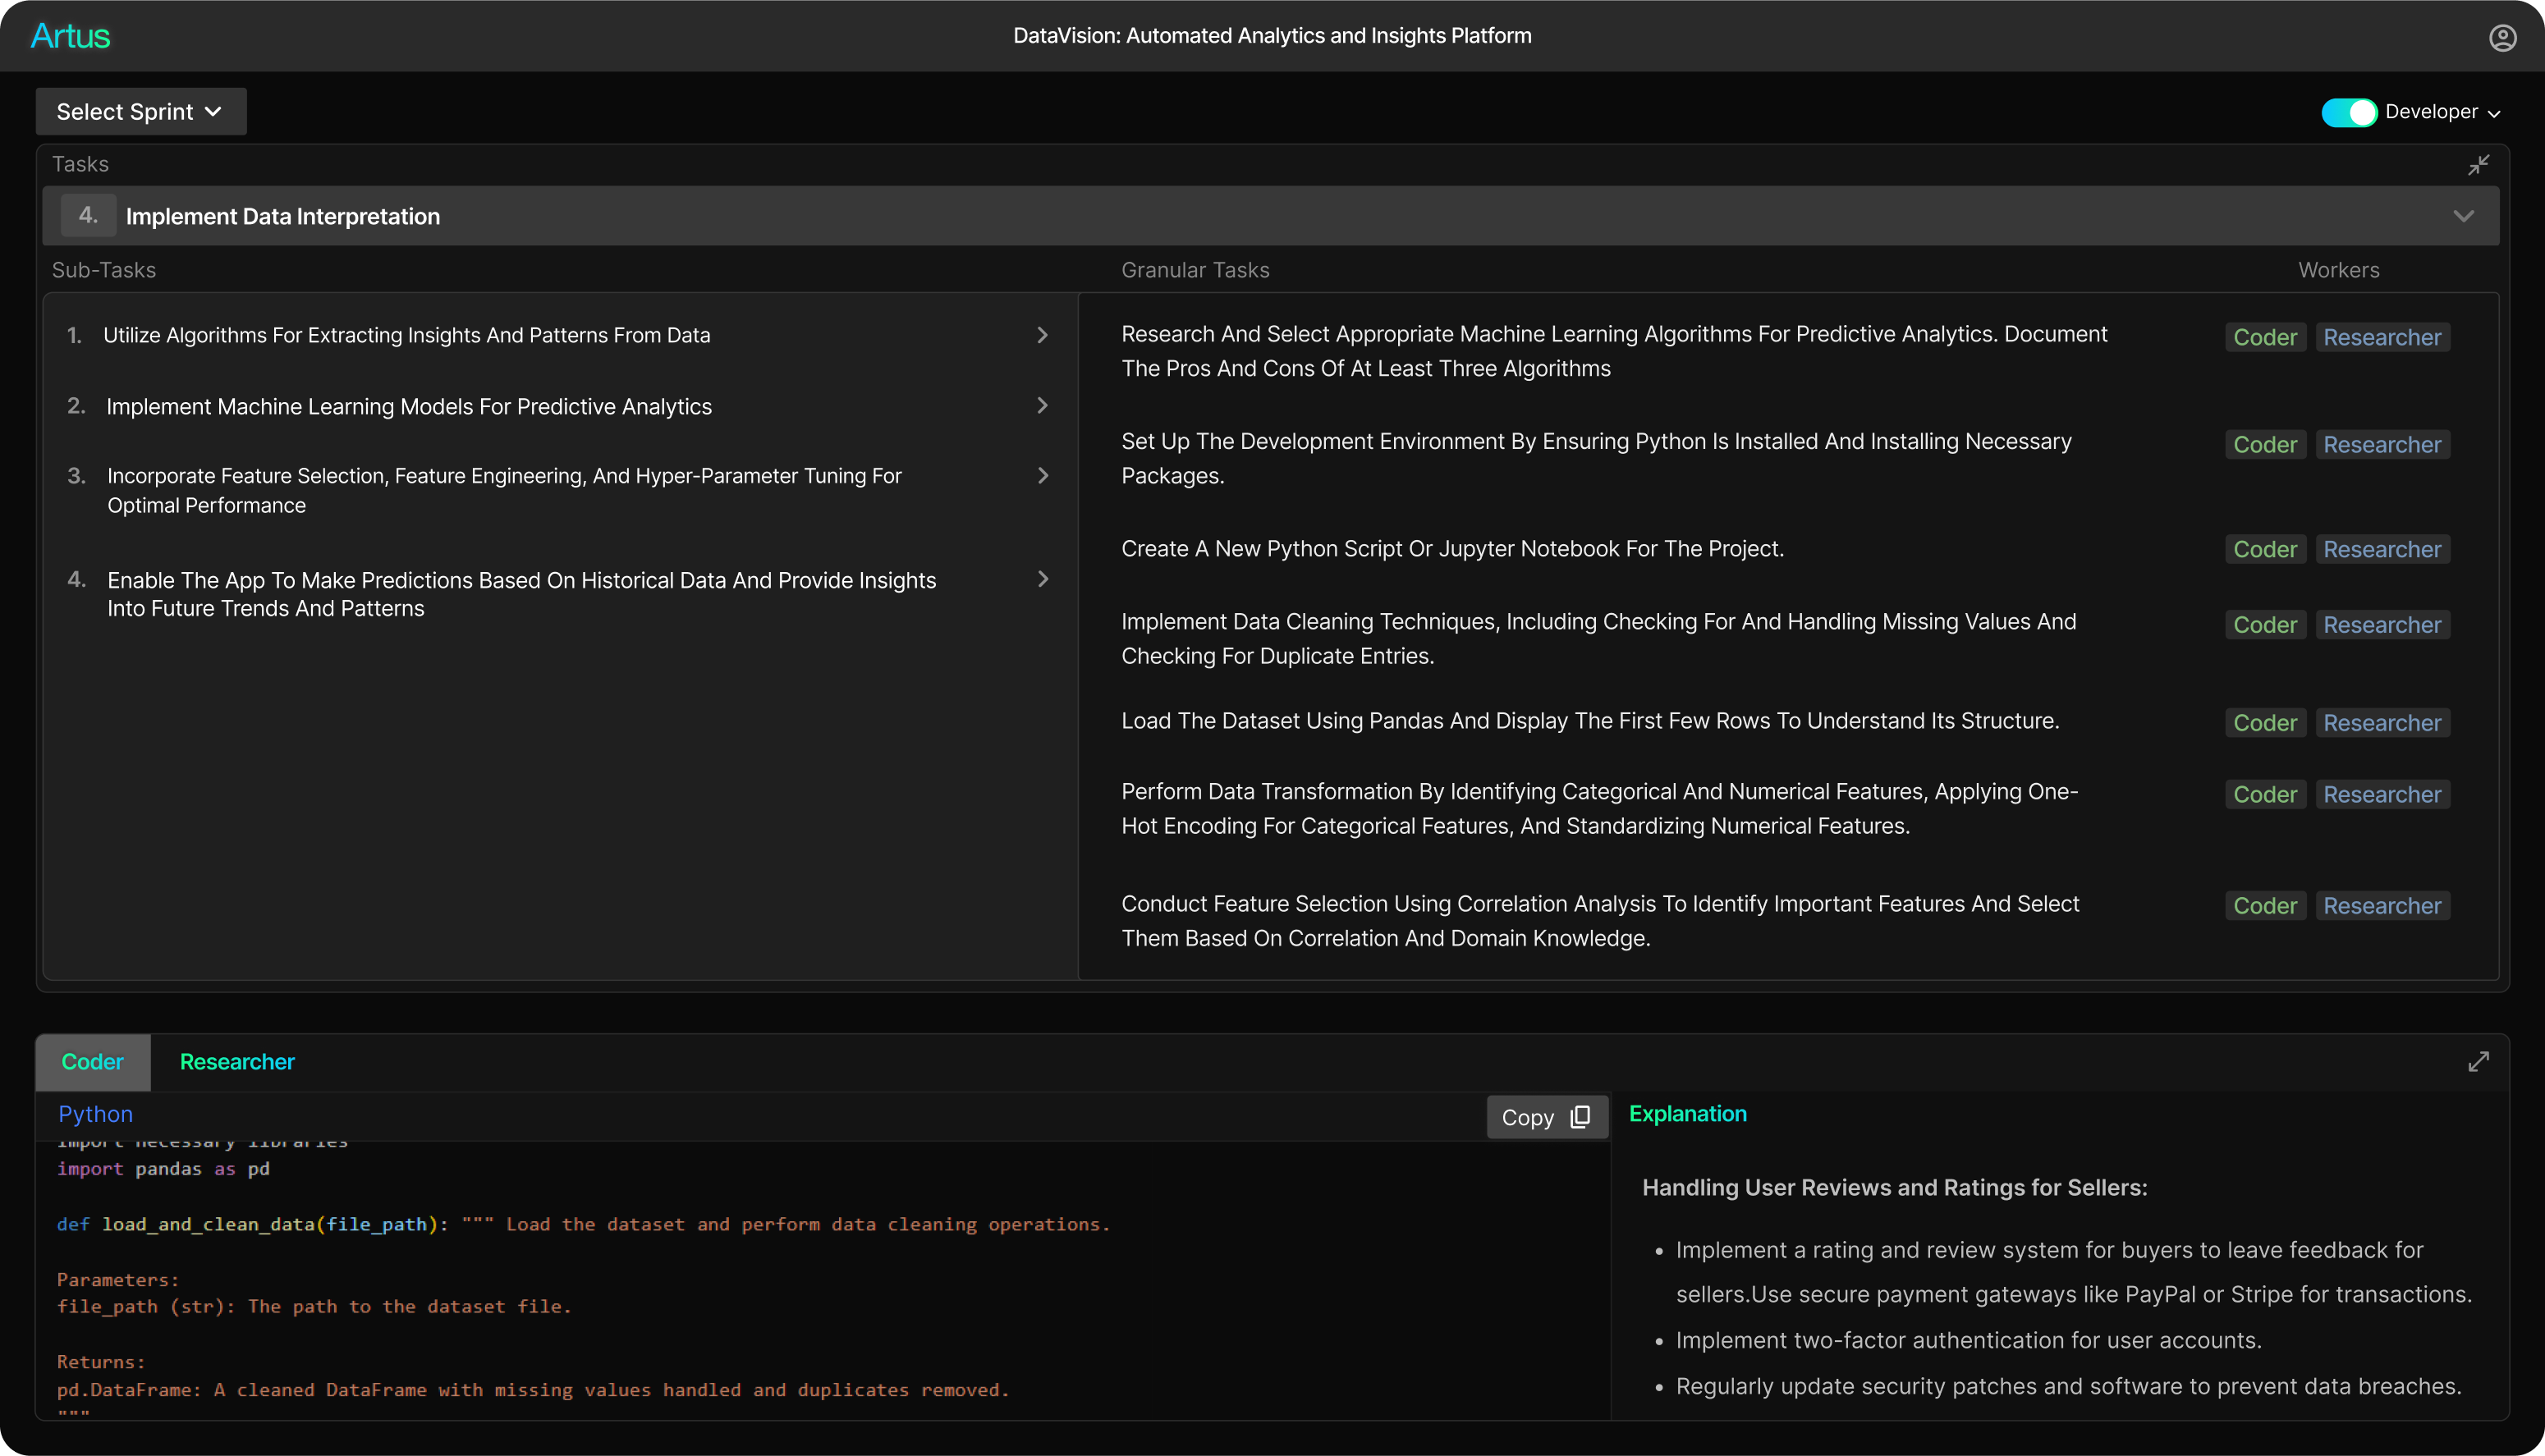 Artus
DataVision: Automated Analytics and Insights Platform
Select Sprint
Developer
Tasks
4. Implement Data Interpretation
Sub-Tasks
Granular Tasks
Workers
1. Utilize Algorithms For Extracting Insights And Patterns From Data
2. Implement Machine Learning Models For Predictive Analytics
3. Incorporate Feature Selection, Feature Engineering, And Hyper-Parameter Tuning For
Optimal Performance
4. Enable The App To Make Predictions Based On Historical Data And Provide Insights
Into Future Trends And Patterns
Research And Select Appropriate Machine Learning Algorithms For Predictive Analytics. Document
The Pros And Cons Of At Least Three Algorithms
Coder Researcher
Set Up The Development Environment By Ensuring Python Is Installed And Installing Necessary
Packages.
Coder Researcher
Create A New Python Script Or Jupyter Notebook For The Project.
Coder Researcher
Implement Data Cleaning Techniques, Including Checking For And Handling Missing Values And
Checking For Duplicate Entries.
Coder Researcher
Load The Dataset Using Pandas And Display The First Few Rows To Understand Its Structure.
Coder Researcher
Perform Data Transformation By Identifying Categorical And Numerical Features, Applying One-
Hot Encoding For Categorical Features, And Standardizing Numerical Features.
Coder Researcher
Conduct Feature Selection Using Correlation Analysis To Identify Important Features And Select
Them Based On Correlation And Domain Knowledge.
Coder Researcher
Coder
Researcher
Python
Copy
import necessary libraries
import pandas as pd
def load_and_clean_data(file_path): """ Load the dataset and perform data cleaning operations.
Parameters:
file_path (str): The path to the dataset file.
Returns:
pd.DataFrame: A cleaned DataFrame with missing values handled and duplicates removed.
"""
Explanation
Handling User Reviews and Ratings for Sellers:
• Implement a rating and review system for buyers to leave feedback for
sellers.Use secure payment gateways like PayPal or Stripe for transactions.
• Implement two-factor authentication for user accounts.
• Regularly update security patches and software to prevent data breaches.